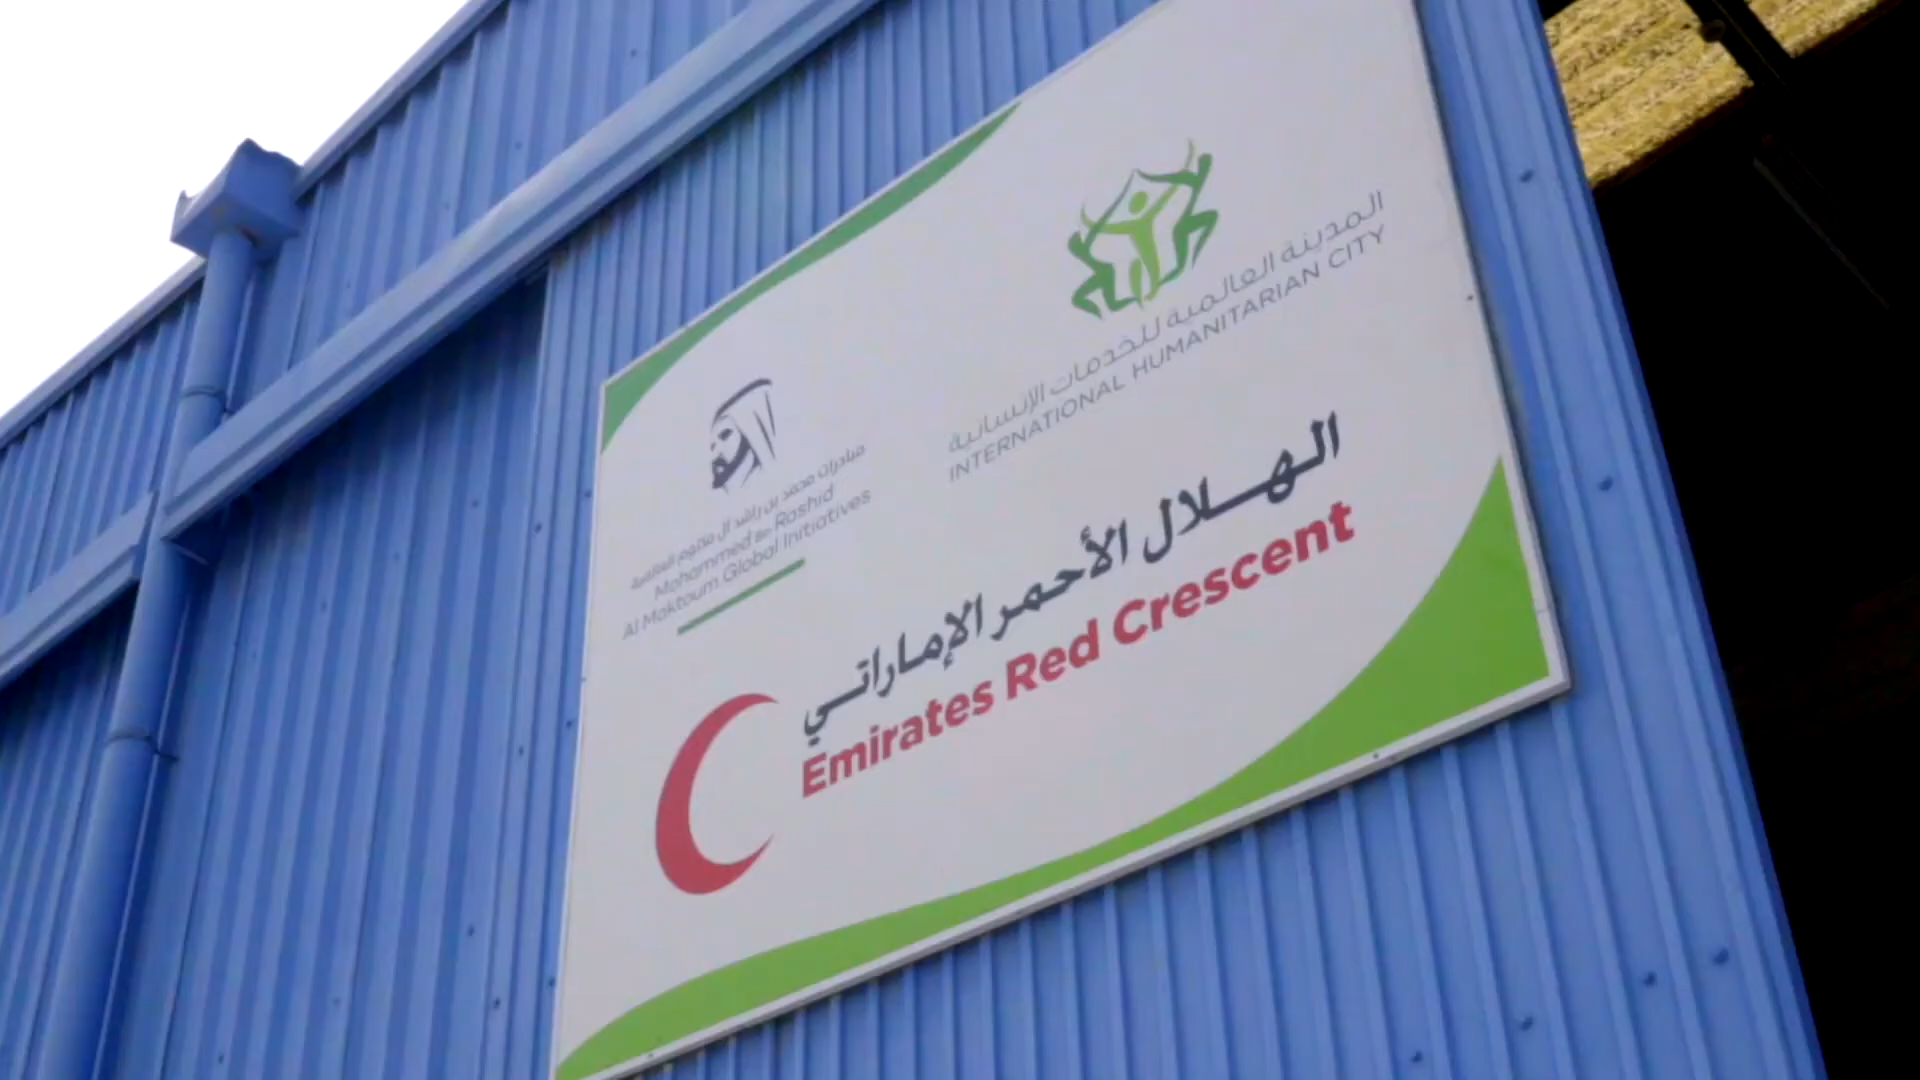 المدينة العالمية للخدمات الإنسانية
INTERNATIONAL HUMANITARIAN CITY
مبادرات محمد بن راشد آل مكتوم العالمية
Mohammed Bin Rashid
Al Maktoum Global Initiatives
الهلال الأحمر الإماراتي
Emirates Red Crescent